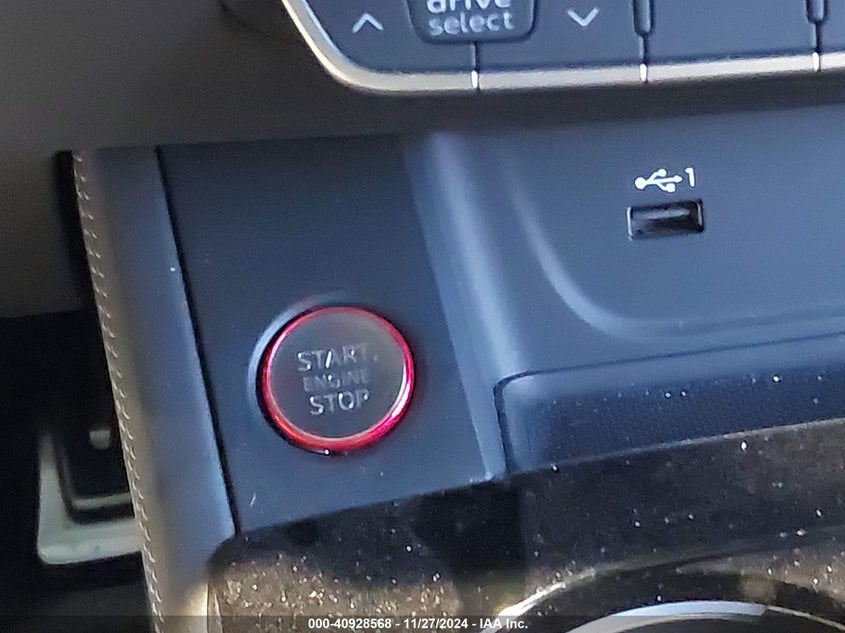 drive
select
1
START
ENGINE
STOP
000-40928568 - 11/27/2024 - IAA Inc.